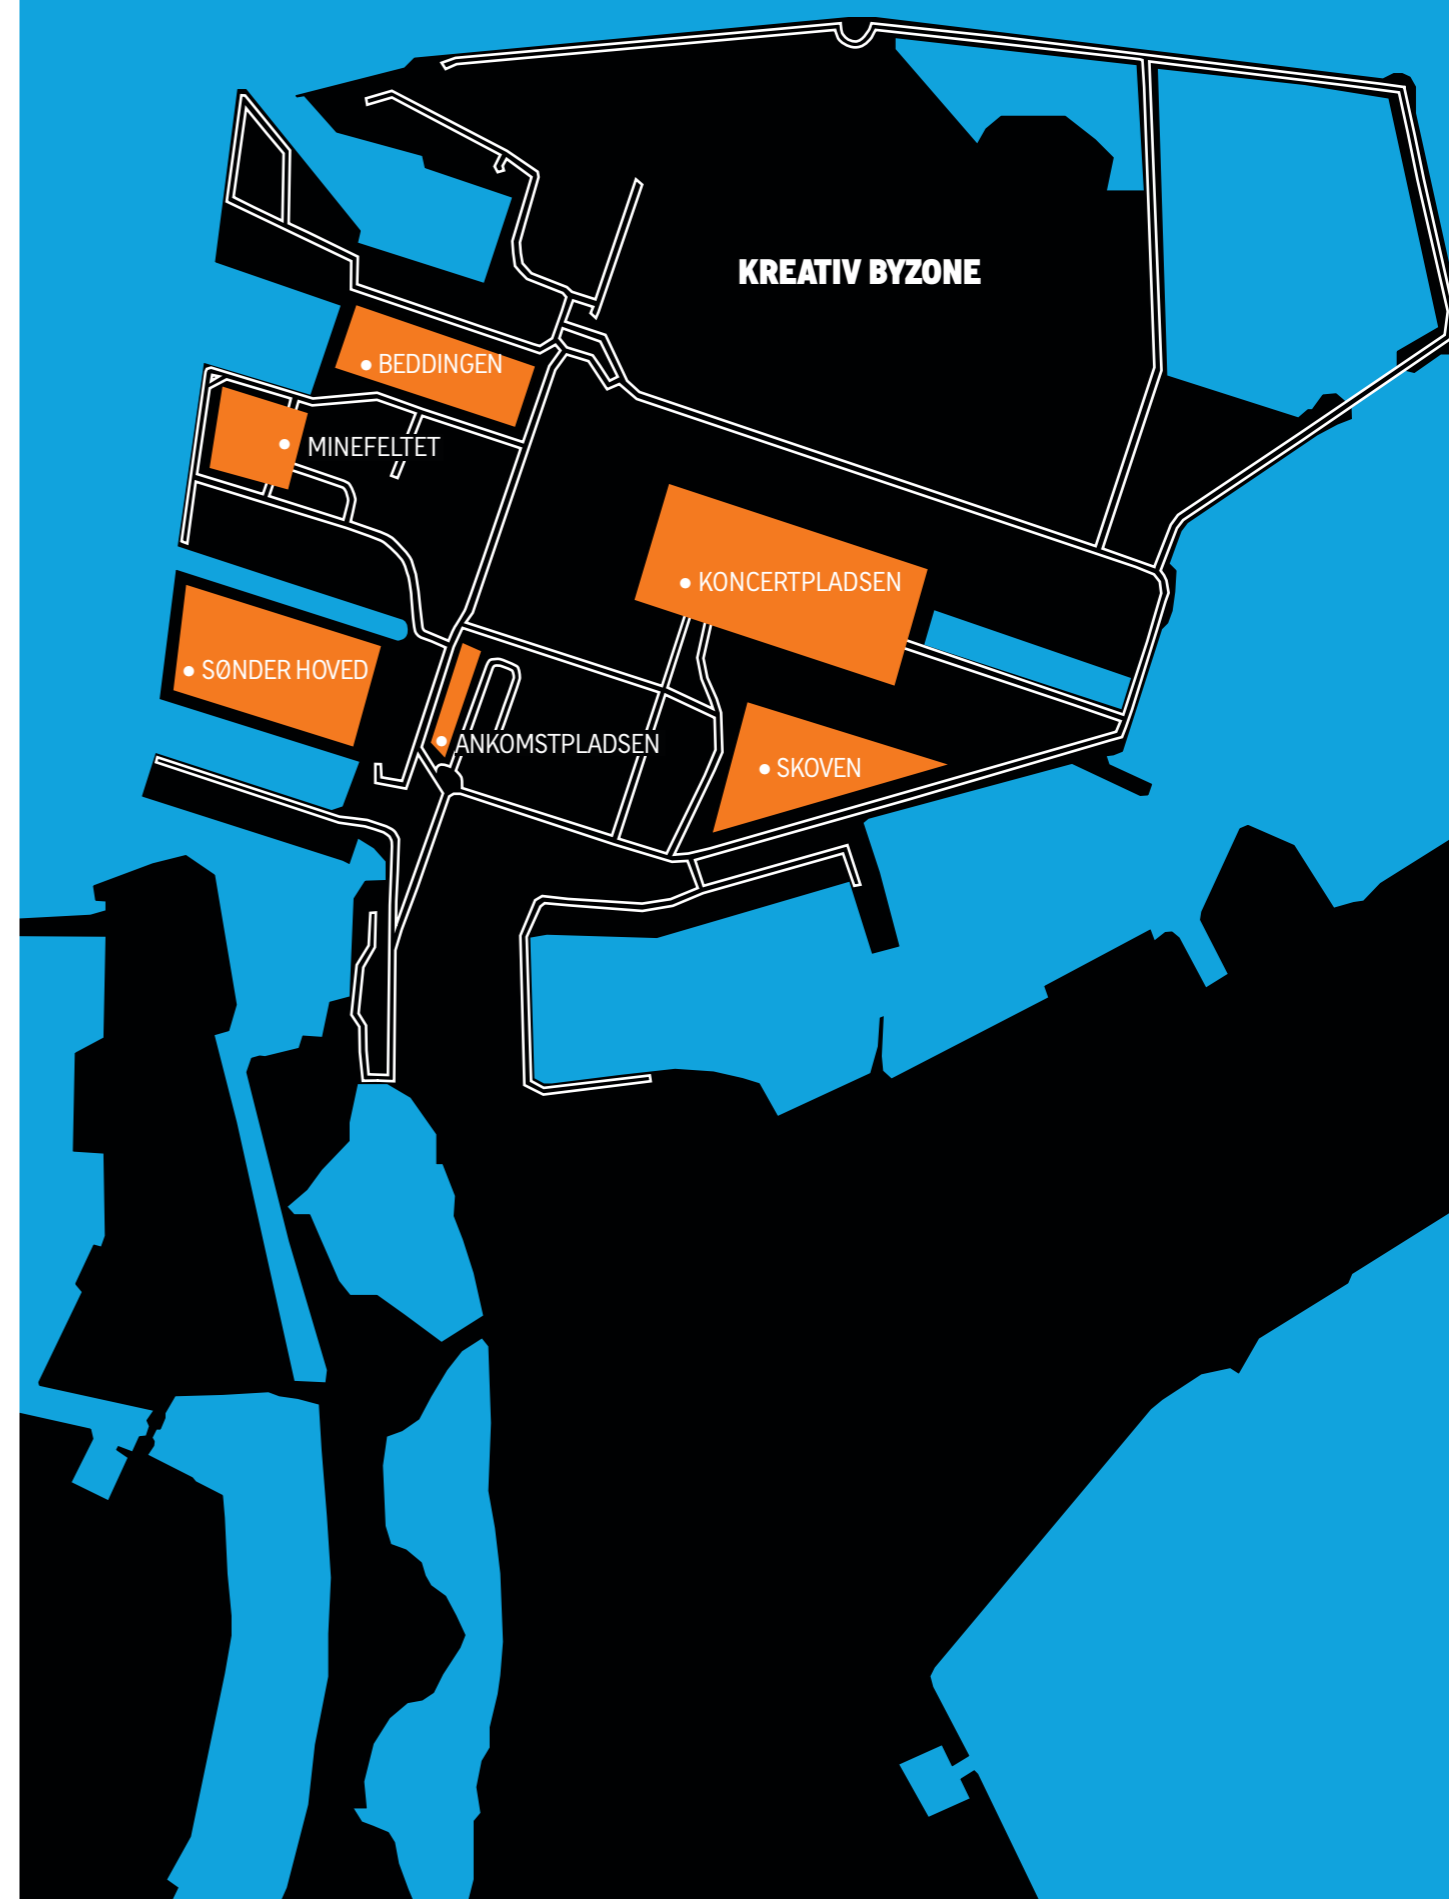 KREATIV BYZONE
BEDDINGEN
MINEFELTET
KONCERTPLADSEN
SØNDER HOVED
ANKOMSTPLADSEN
SKOVEN